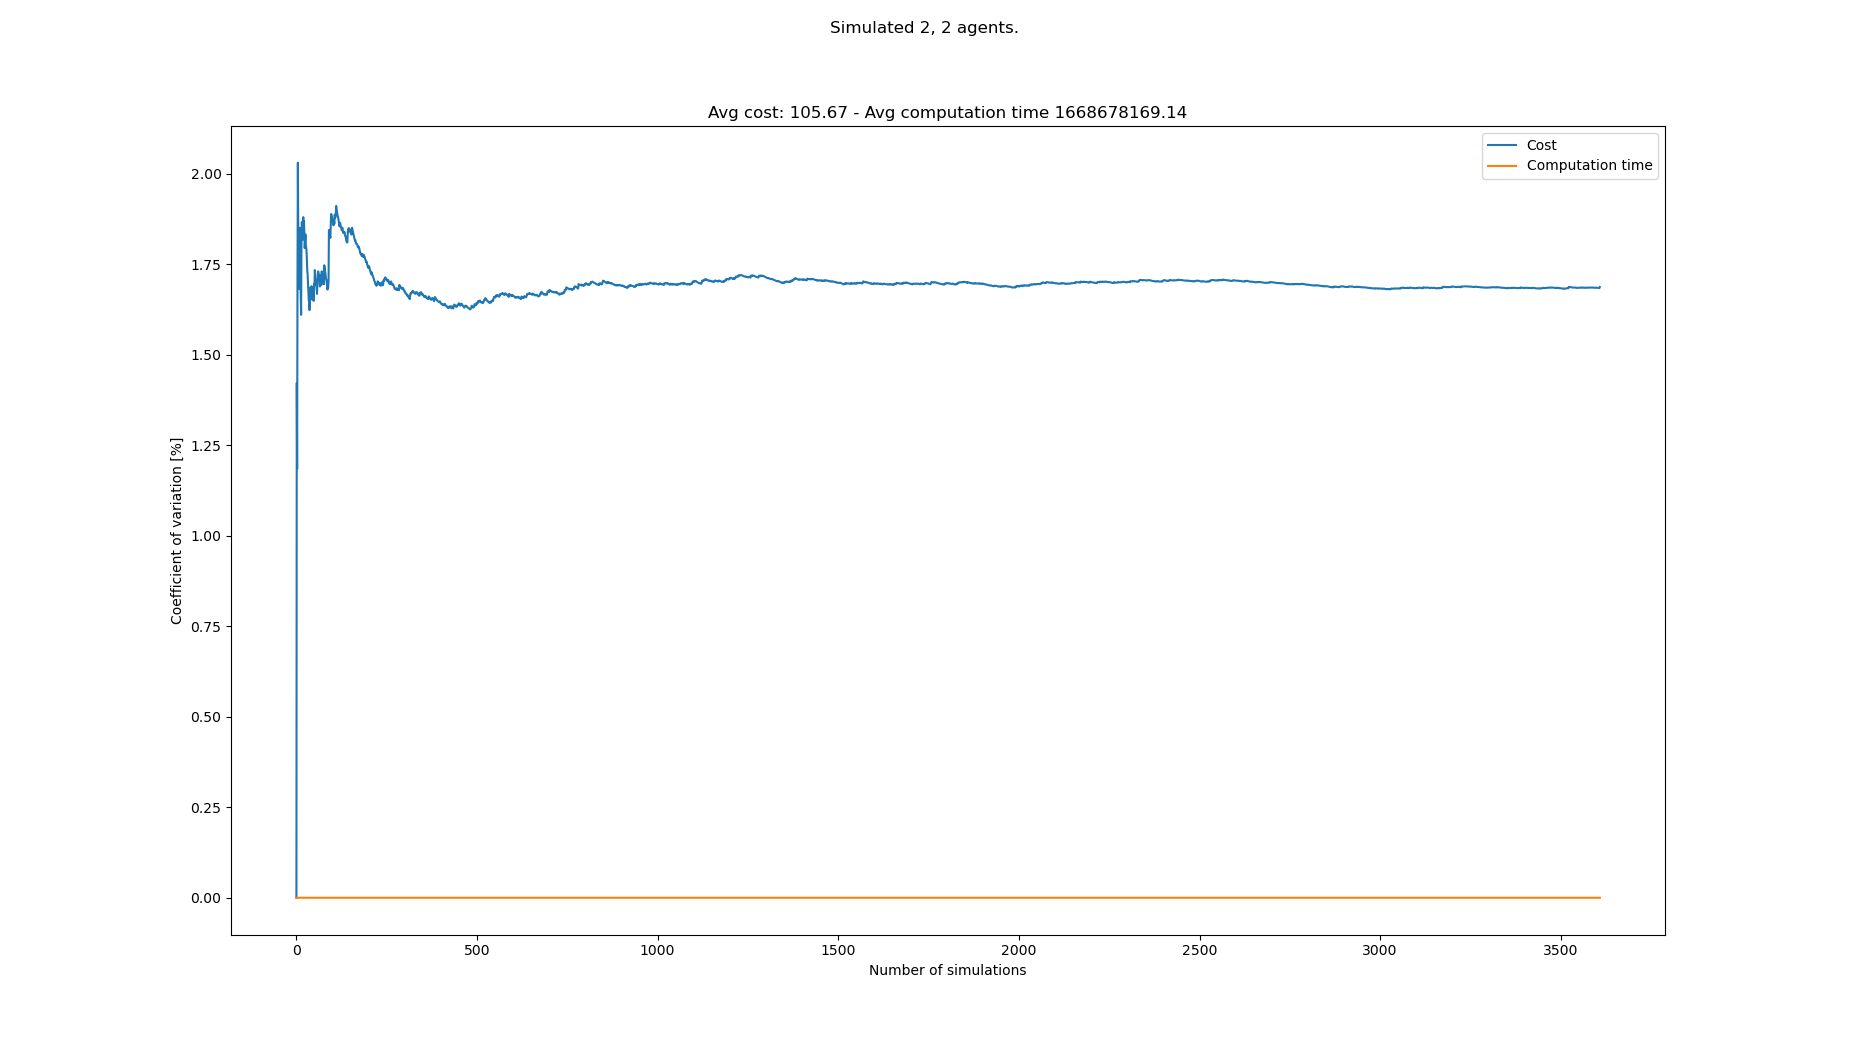 Simulated 2, 2 agents.
Avg cost: 105.67 - Avg computation time 1668678169.14
Cost
Computation time
2.00
1.75
1.50
1.25
1.00
0.75
0.50
0.25
0.00
Coefficient of variation [%]
0 500 1000 1500 2000 2500 3000 3500
Number of simulations